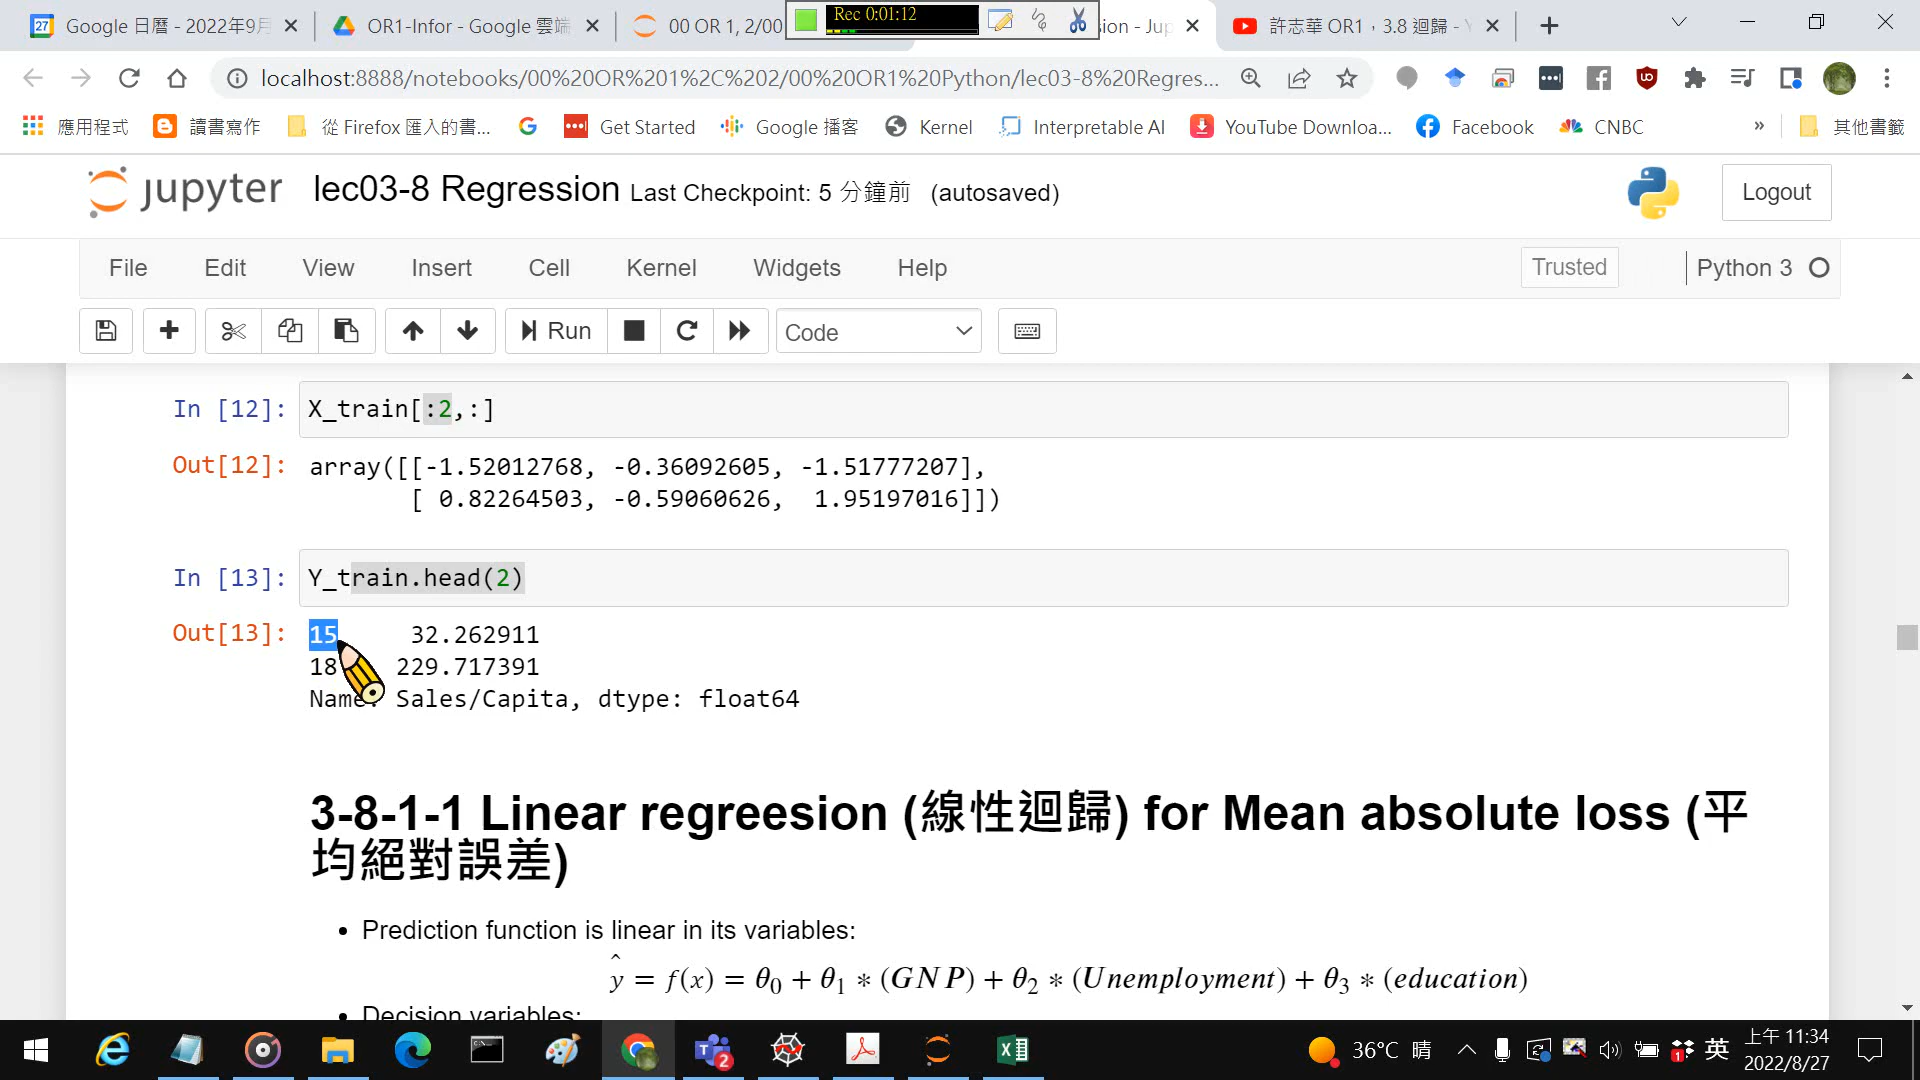 Google 日曆 - 2022年9月
OR1-Infor - Google 雲端
00 OR 1, 2/00
Rec 0:01:12
sion - Jup
許志華 OR1，3.8 迴歸 - Y
localhost:8888/notebooks/00%20OR%201%2C%202/00%20OR1%20Python/lec03-8%20Regres...
應用程式
讀書寫作
從 Firefox 匯入的書...
Get Started
Google 播客
Kernel
Interpretable AI
YouTube Downloa...
Facebook
CNBC
»
其他書籤
jupyter lec03-8 Regression Last Checkpoint: 5 分鐘前 (autosaved)
Logout
File Edit View Insert Cell Kernel Widgets Help
Trusted
Python 3
Run
Code
In [12]: X_train[:2,:]
Out[12]: array([[-1.52012768, -0.36092605, -1.51777207],
[ 0.82264503, -0.59060626, 1.95197016]])
In [13]: Y_train.head(2)
Out[13]: 15 32.262911
18 229.717391
Name: Sales/Capita, dtype: float64
3-8-1-1 Linear regreesion (線性迴歸) for Mean absolute loss (平
均絕對誤差)
• Prediction function is linear in its variables:
ŷ = f(x) = θ₀ + θ₁ ∗ (GNP) + θ₂ ∗ (Unemployment) + θ₃ ∗ (education)
• Decision variables:
36°C 晴
英
上午 11:34
2022/8/27